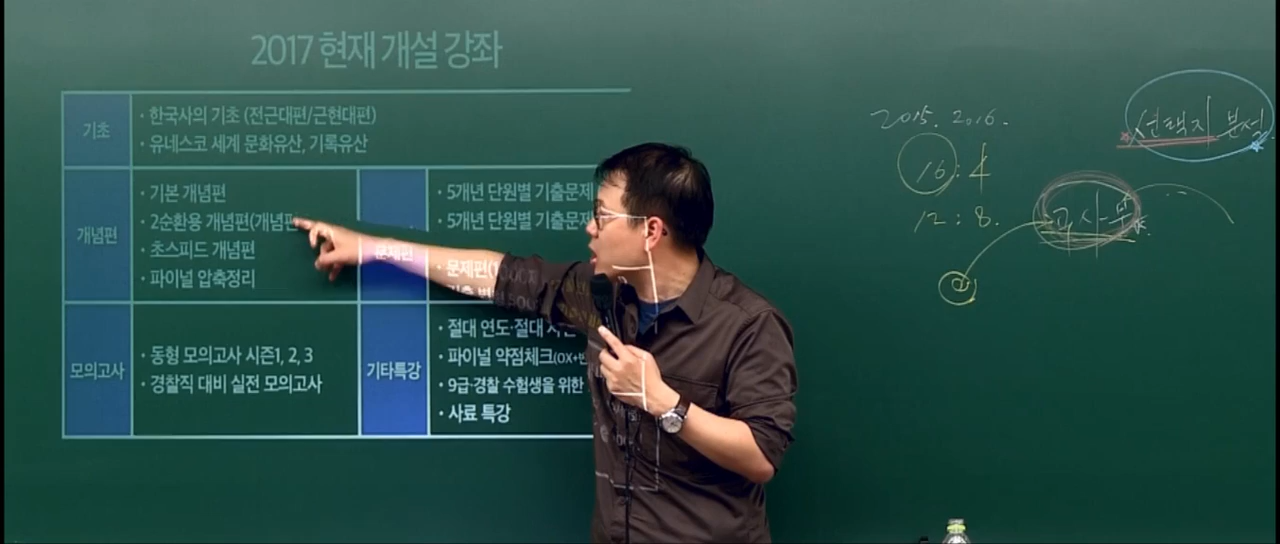 2017 현재 개설 강좌
기초
· 한국사의 기초 (전근대편/근현대편)
· 유네스코 세계 문화유산, 기록유산
개념편
· 기본 개념편
· 2순환용 개념편(개념편
· 초스피드 개념편
· 파이널 압축정리
문제편
· 5개년 단원별 기출문제
· 5개년 단원별 기출문제
· 문제편(1000제
모의고사
· 동형 모의고사 시즌1, 2, 3
· 경찰직 대비 실전 모의고사
기타특강
· 절대 연도·절대
· 파이널 약점체크(OX+빈
· 9급·경찰 수험생을 위한
· 사료 특강
2015. 2016.
16 : 4
12 : 8.
선택지 분석